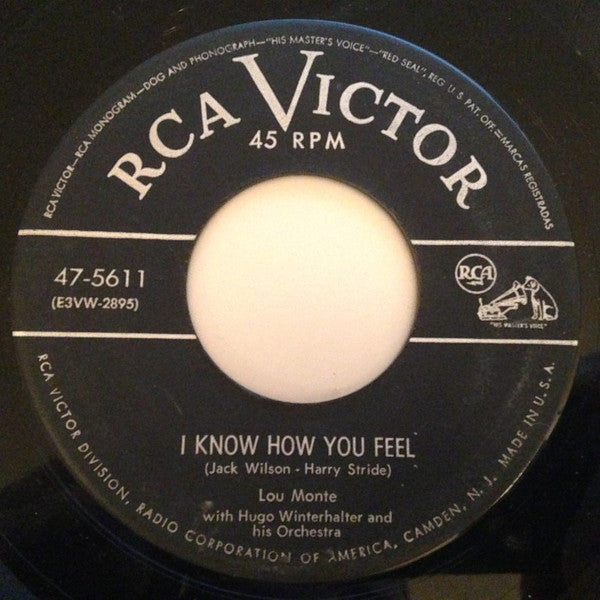 RCA VICTOR—RCA MONOGRAM—DOG AND PHONOGRAPH—"HIS MASTER'S VOICE"—"RED SEAL", REG. U. S. PAT. OFF.=MARCAS REGISTRADAS
RCA VICTOR
45 RPM
47-5611
(E3VW-2895)
RCA
"HIS MASTER'S VOICE"
I KNOW HOW YOU FEEL
(Jack Wilson - Harry Stride)
Lou Monte
with Hugo Winterhalter and
his Orchestra
RCA VICTOR DIVISION, RADIO CORPORATION OF AMERICA, CAMDEN, N. J. MADE IN U.S.A.